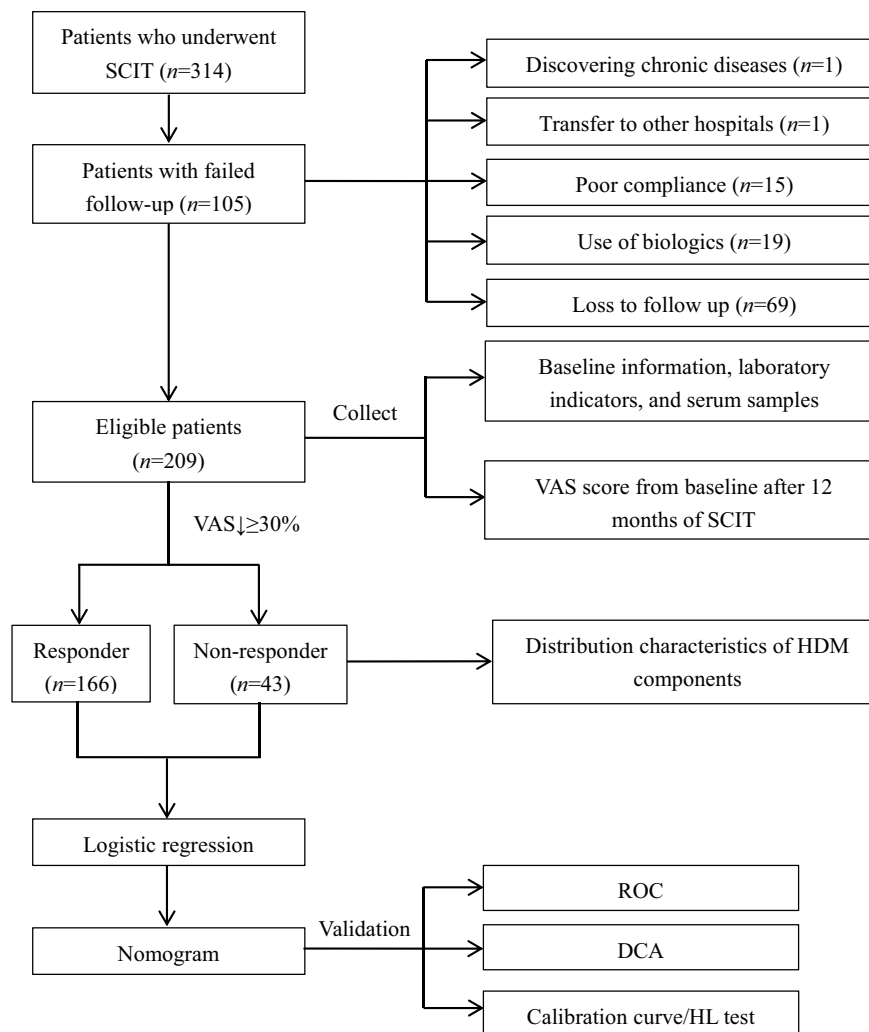 Patients who underwent
SCIT (n=314)
Discovering chronic diseases (n=1)
Transfer to other hospitals (n=1)
Patients with failed
follow-up (n=105)
Poor compliance (n=15)
Use of biologics (n=19)
Loss to follow up (n=69)
Baseline information, laboratory
indicators, and serum samples
Collect
Eligible patients
(n=209)
VAS score from baseline after 12
months of SCIT
VAS↓≥30%
Responder
(n=166)
Non-responder
(n=43)
Distribution characteristics of HDM
components
Logistic regression
ROC
Validation
Nomogram
DCA
Calibration curve/HL test